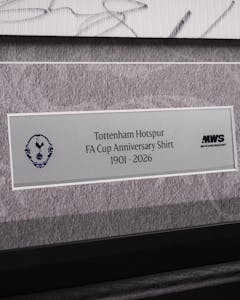 Tottenham Hotspur
FA Cup Anniversary Shirt
1901 - 2026
MWS